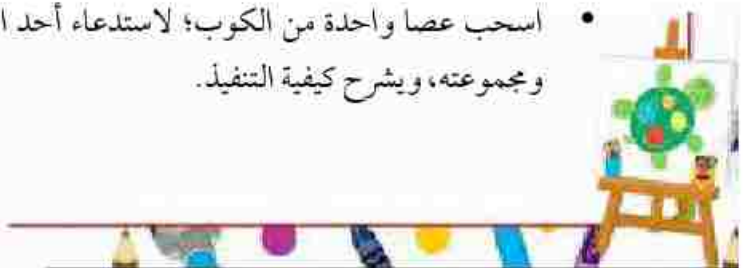 • اسحب عصا واحدة من الكوب؛ لاستدعاء أحد
ومجموعته، ويشرح كيفية التنفيذ.